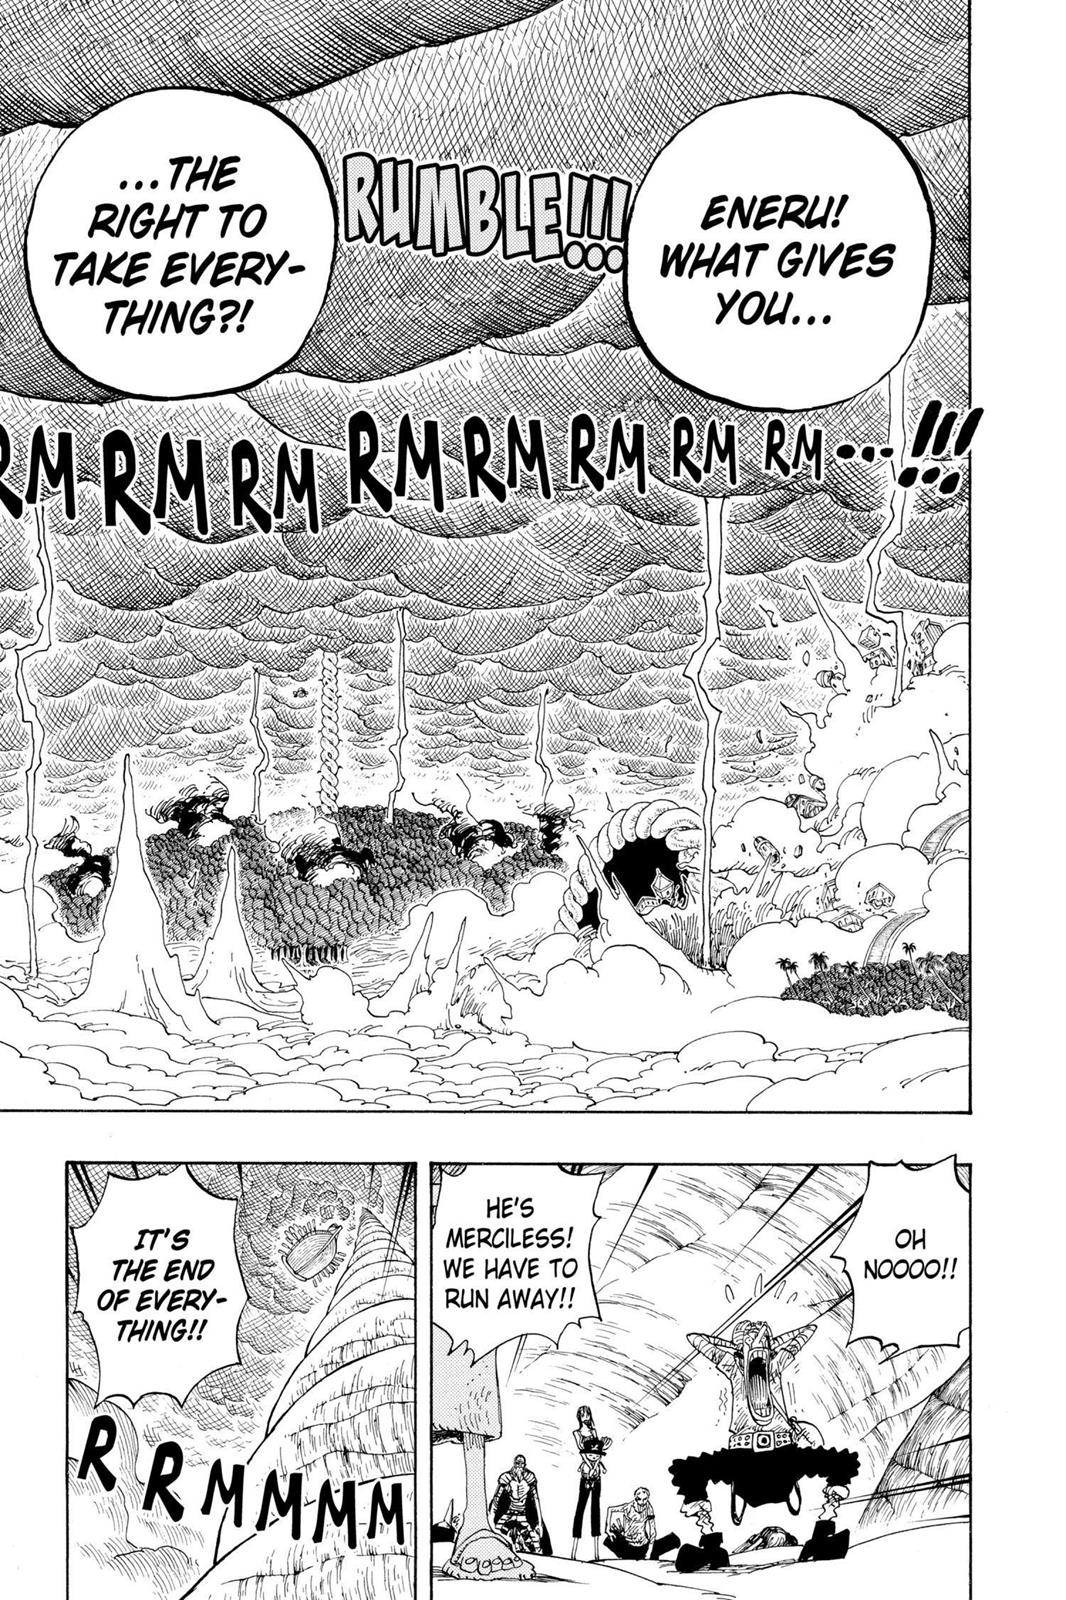 ENERU!
WHAT GIVES
YOU...
RUMBLE!!!
...THE
RIGHT TO
TAKE EVERY-
THING?!
RM RM RM RM RM RM RM RM...!!!
OH
NOOOO!!
HE'S
MERCILESS!
WE HAVE TO
RUN AWAY!!
IT'S
THE END
OF EVERY-
THING!!
R RMMMMM